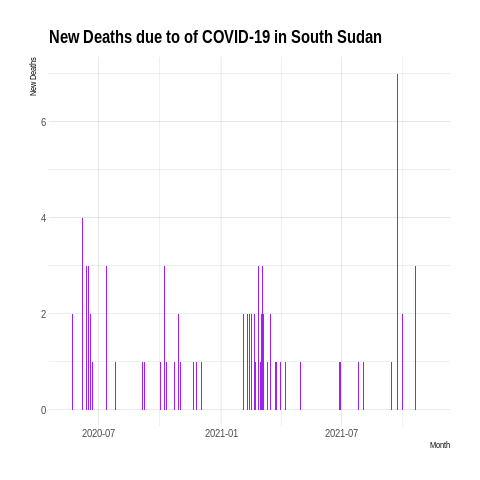 New Deaths due to of COVID-19 in South Sudan
New Deaths
6
4
2
0
2020-07 2021-01 2021-07
Month